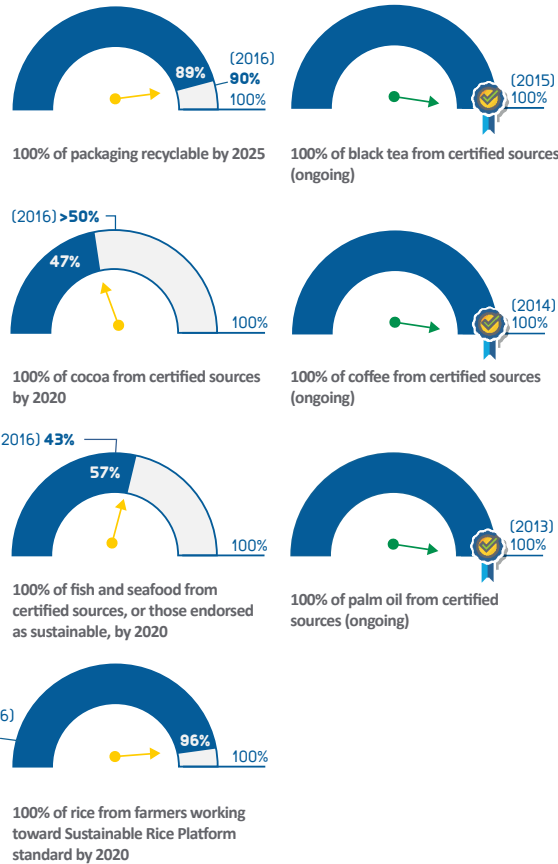 89%
(2016)
90%
100%
100% of packaging recyclable by 2025
(2015)
100%
100% of black tea from certified sources
(ongoing)
(2016) >50%
47%
100%
100% of cocoa from certified sources
by 2020
(2014)
100%
100% of coffee from certified sources
(ongoing)
2016) 43%
57%
100%
100% of fish and seafood from
certified sources, or those endorsed
as sustainable, by 2020
(2013)
100%
100% of palm oil from certified
sources (ongoing)
6)
96%
100%
100% of rice from farmers working
toward Sustainable Rice Platform
standard by 2020